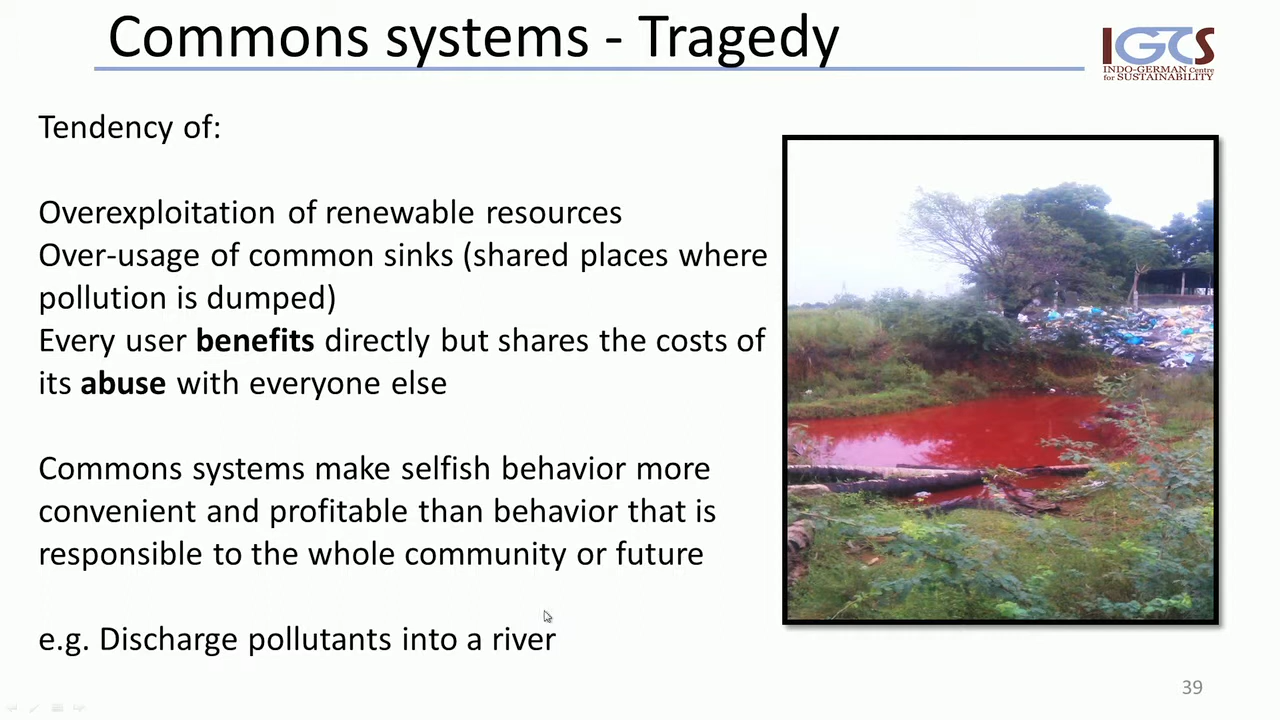 Commons systems - Tragedy
IGCS
INDO-GERMAN Centre
for SUSTAINABILITY
Tendency of:
Overexploitation of renewable resources
Over-usage of common sinks (shared places where
pollution is dumped)
Every user benefits directly but shares the costs of
its abuse with everyone else
Commons systems make selfish behavior more
convenient and profitable than behavior that is
responsible to the whole community or future
e.g. Discharge pollutants into a river
39